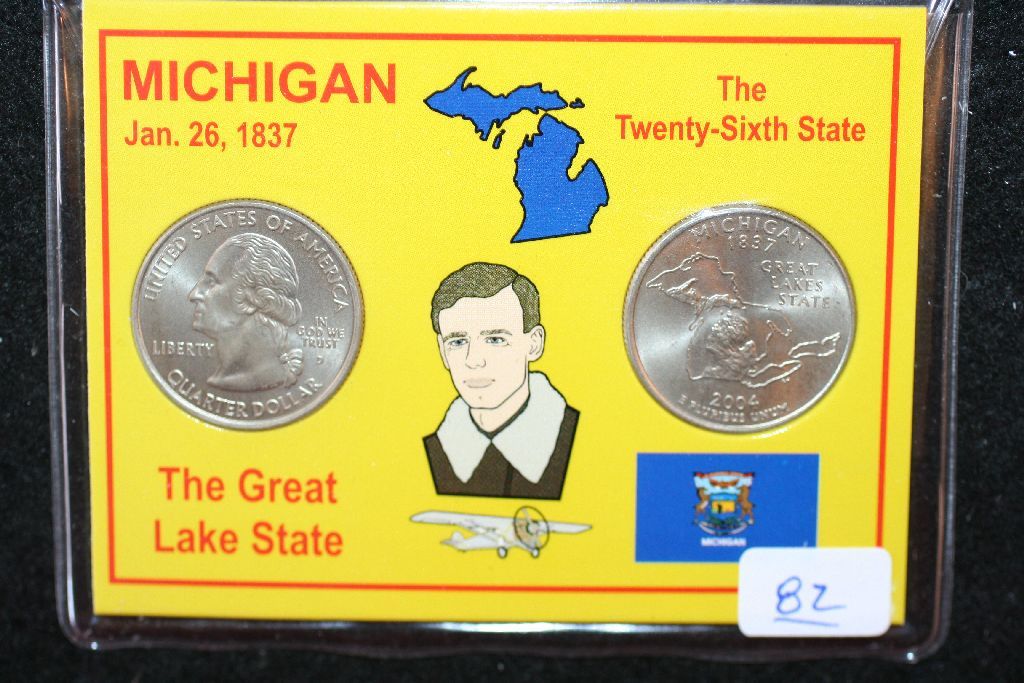 MICHIGAN
Jan. 26, 1837
The
Twenty-Sixth State
UNITED STATES OF AMERICA
LIBERTY
IN
GOD WE
TRUST
QUARTER DOLLAR
MICHIGAN
1837
GREAT
LAKES
STATE
2004
E PLURIBUS UNUM
The Great
Lake State
MICHIGAN
82